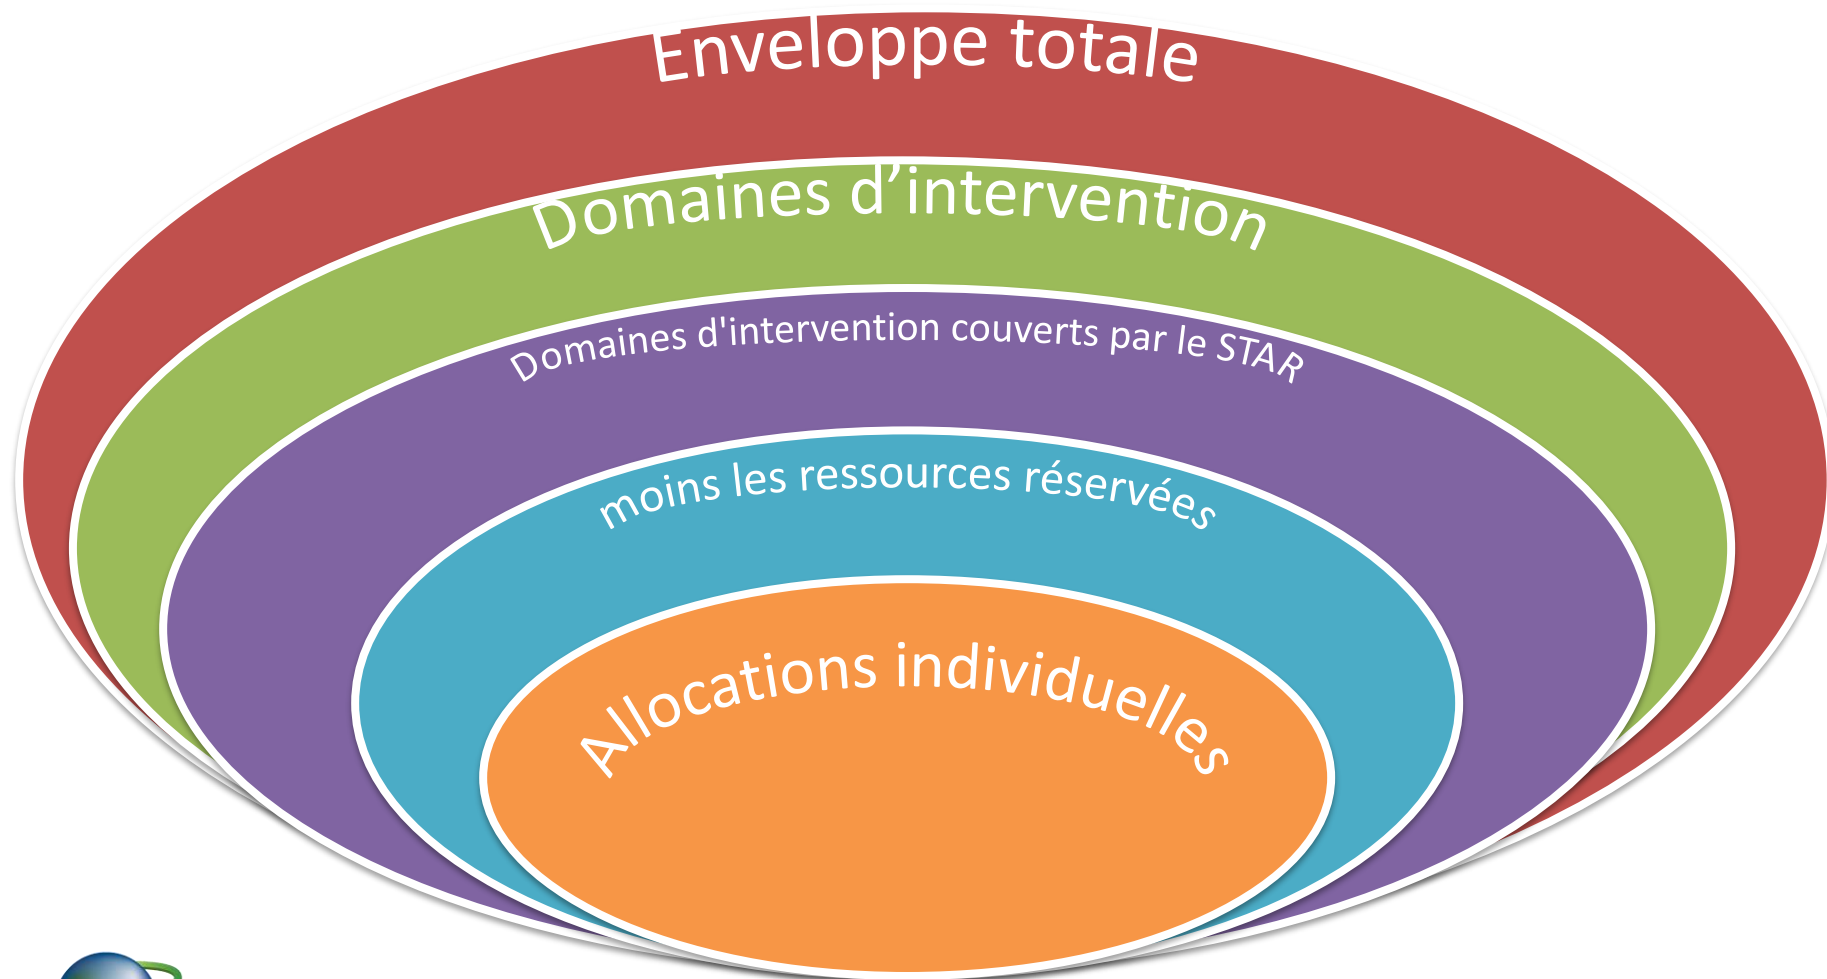 Enveloppe totale
Domaines d’intervention
Domaines d'intervention couverts par le STAR
moins les ressources réservées
Allocations individuelles